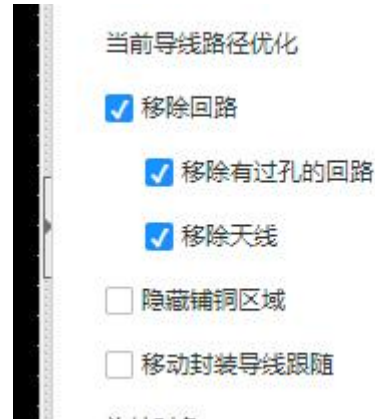 当前导线路径优化
移除回路
移除有过孔的回路
移除天线
隐藏铺铜区域
移动封装导线跟随